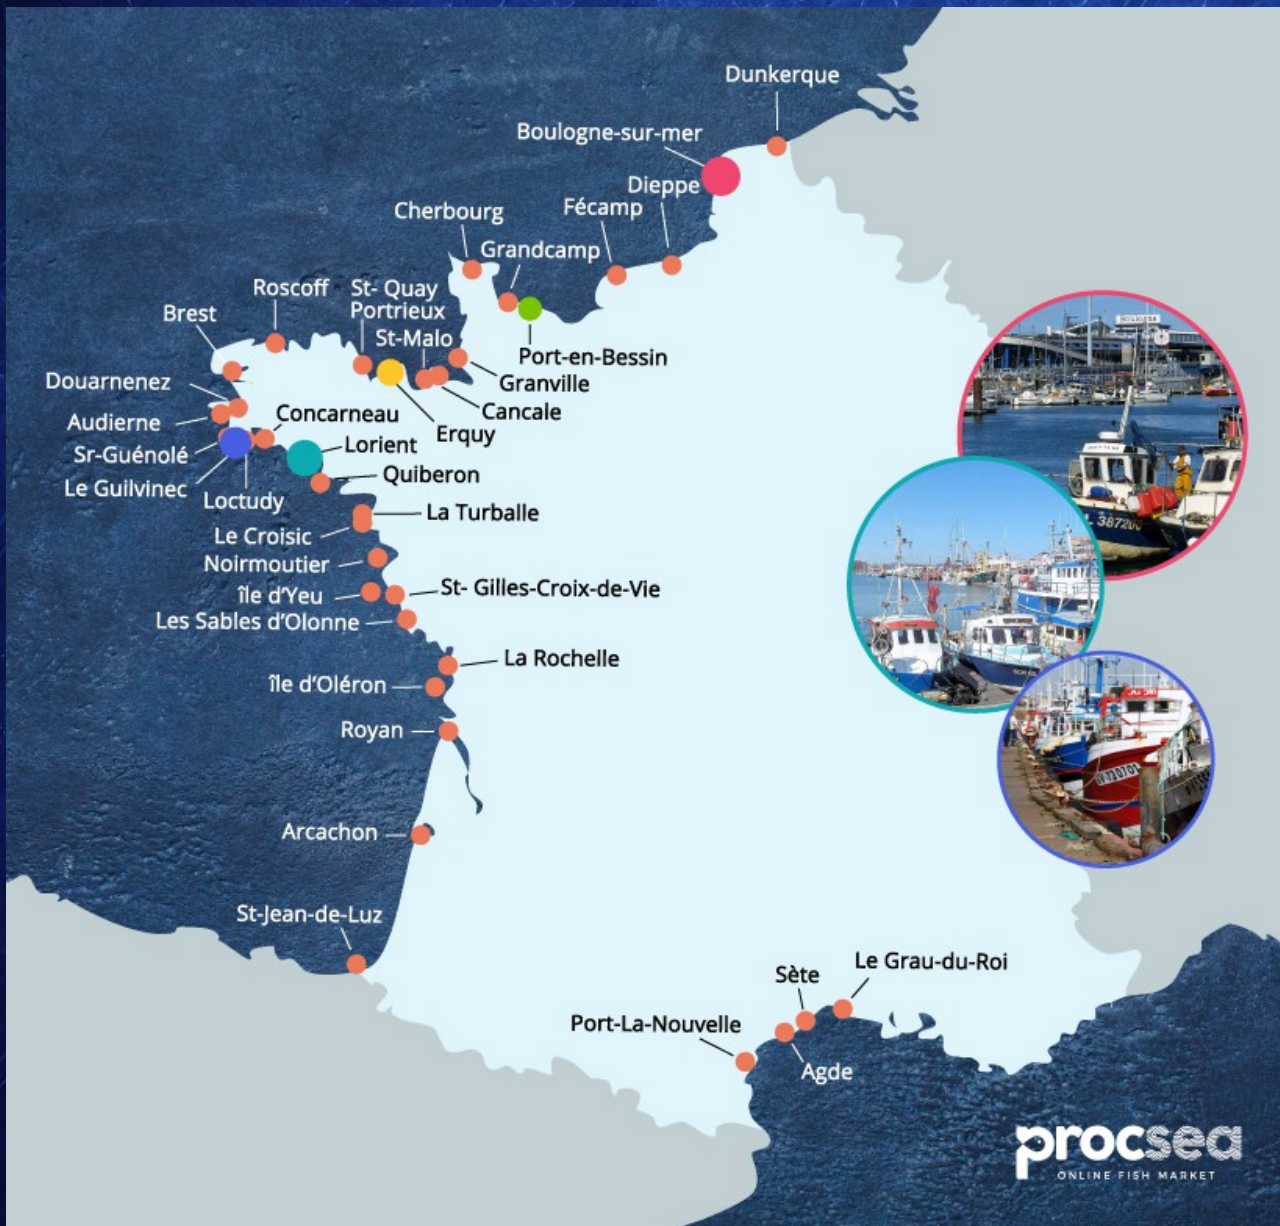 Dunkerque
Boulogne-sur-mer
Dieppe
Fécamp
Cherbourg
Grandcamp
Port-en-Bessin
Roscoff
St- Quay
Portrieux
St-Malo
Brest
Granville
Cancale
Erquy
Douarnenez
Audierne
Concarneau
Sr-Guénolé
Lorient
Le Guilvinec
Quiberon
Loctudy
La Turballe
Le Croisic
Noirmoutier
île d'Yeu
St- Gilles-Croix-de-Vie
Les Sables d'Olonne
La Rochelle
île d'Oléron
Royan
Arcachon
St-Jean-de-Luz
Le Grau-du-Roi
Sète
Port-La-Nouvelle
Agde
Boulogne
procsea
ONLINE FISH MARKET